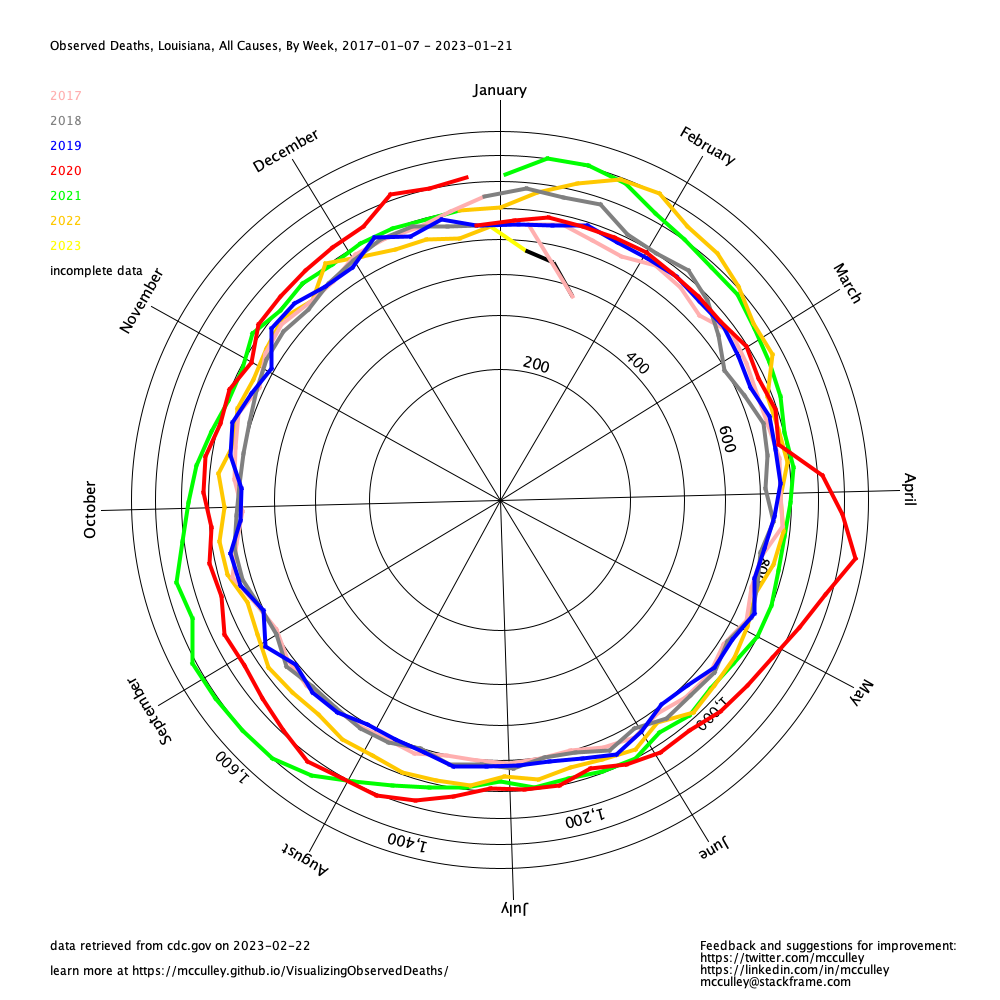 Observed Deaths, Louisiana, All Causes, By Week, 2017-01-07 - 2023-01-21
January
2017
2018
2019
2020
2021
2022
2023
incomplete data
December
February
November
March
200
400
600
October
April
800
September
May
1,000
1,600
1,200
1,400
August
June
July
data retrieved from cdc.gov on 2023-02-22
learn more at https://mcculley.github.io/VisualizingObservedDeaths/
Feedback and suggestions for improvement:
https://twitter.com/mcculley
https://linkedin.com/in/mcculley
mcculley@stackframe.com